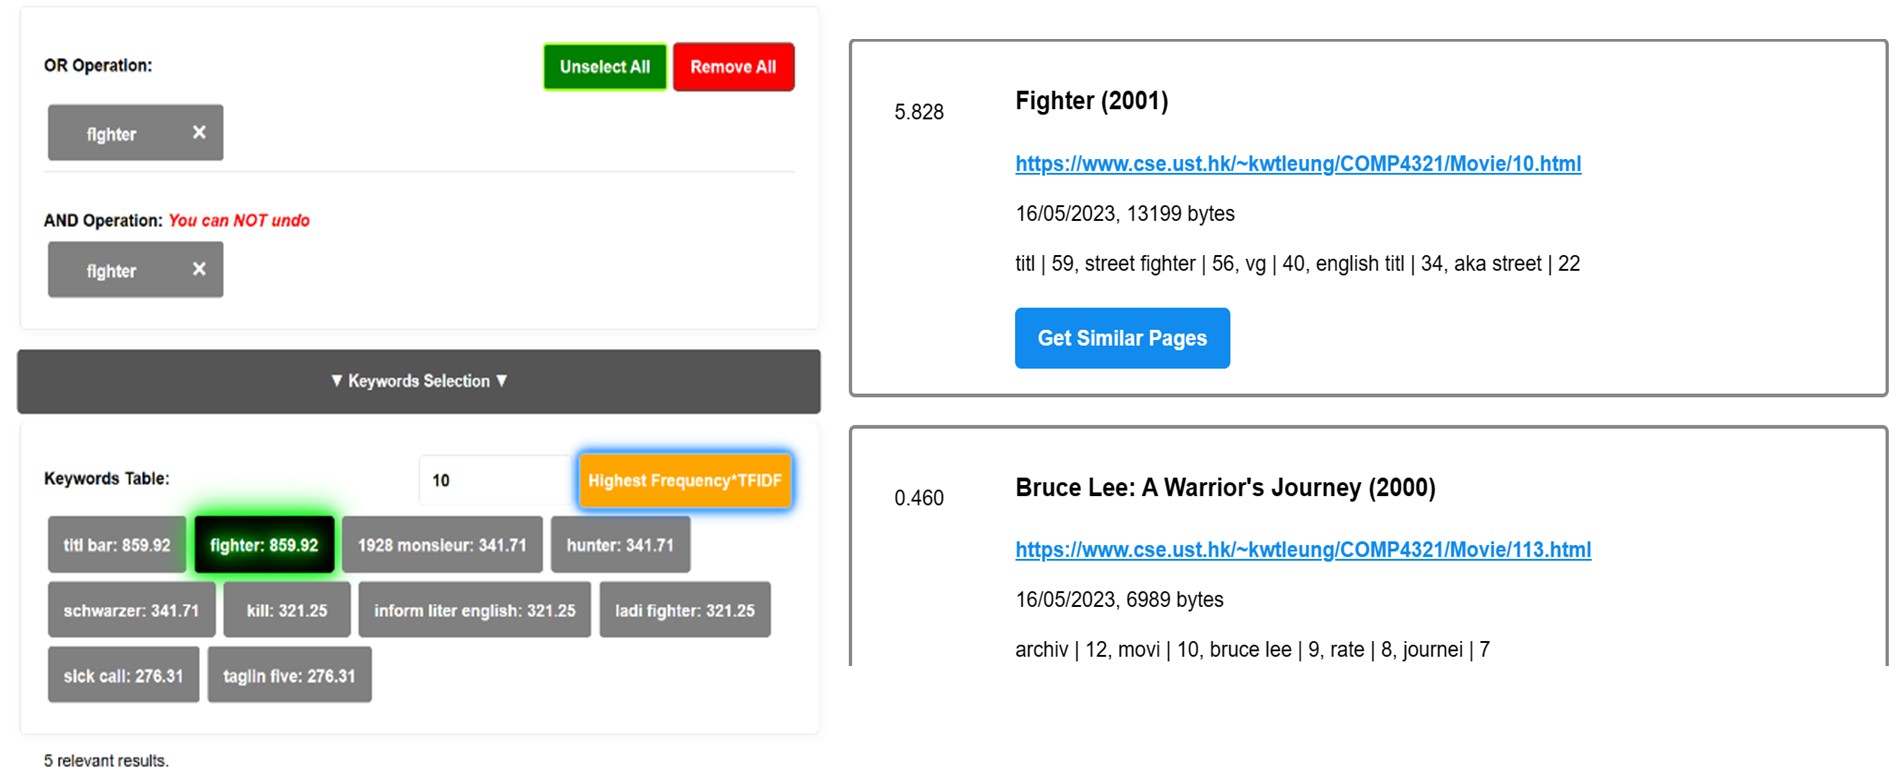 OR Operation:
Unselect All
Remove All
fighter ✕
AND Operation: You can NOT undo
fighter ✕
▼ Keywords Selection ▼
Keywords Table:
10
Highest Frequency*TFIDF
titl bar: 859.92
fighter: 859.92
1928 monsieur: 341.71
hunter: 341.71
schwarzer: 341.71
kill: 321.25
inform liter english: 321.25
ladi fighter: 321.25
sick call: 276.31
taglin five: 276.31
5 relevant results.
5.828
Fighter (2001)
https://www.cse.ust.hk/~kwtleung/COMP4321/Movie/10.html
16/05/2023, 13199 bytes
titl | 59, street fighter | 56, vg | 40, english titl | 34, aka street | 22
Get Similar Pages
0.460
Bruce Lee: A Warrior's Journey (2000)
https://www.cse.ust.hk/~kwtleung/COMP4321/Movie/113.html
16/05/2023, 6989 bytes
archiv | 12, movi | 10, bruce lee | 9, rate | 8, journei | 7